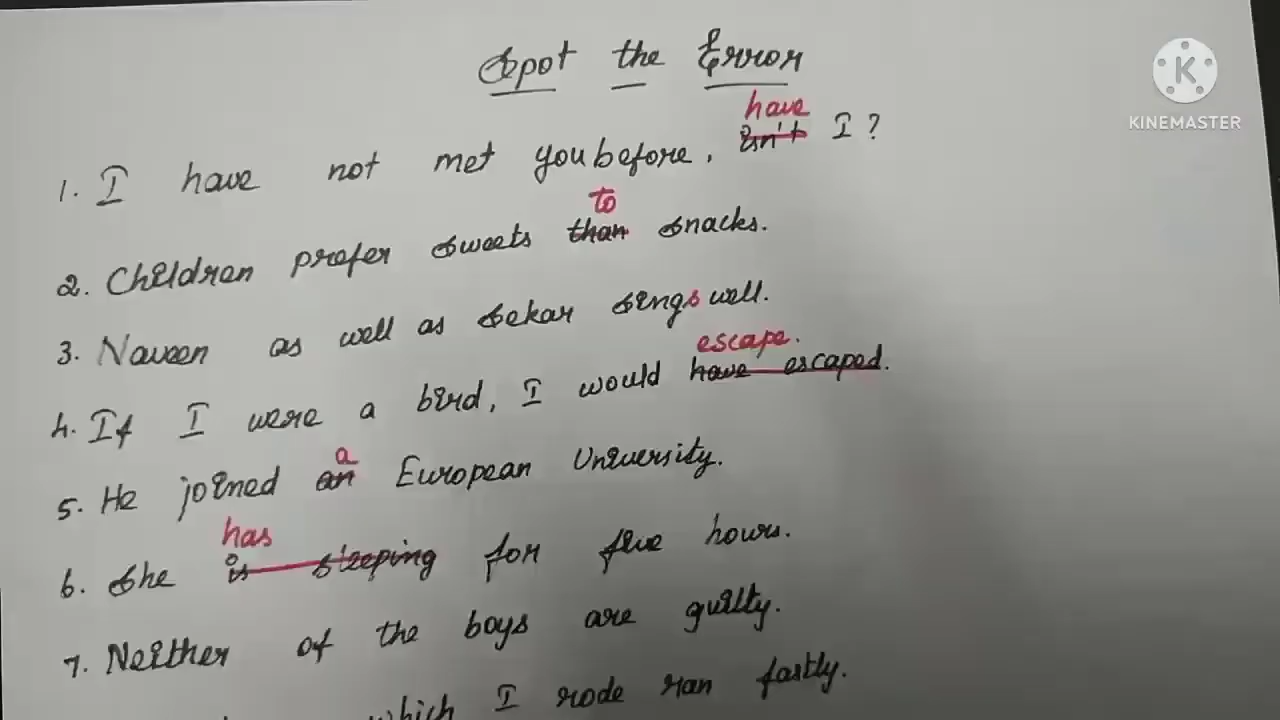 Spot the Error
KINEMASTER
have
1. I have not met you before, isn't I?
to
2. Children prefer sweets than snacks.
3. Naveen as well as Sekar sings well.
escape.
4. If I were a bird, I would have escaped.
a
5. He joined an European University.
has
6. She is sleeping for five hours.
7. Neither of the boys are guilty.
which I rode ran fastly.